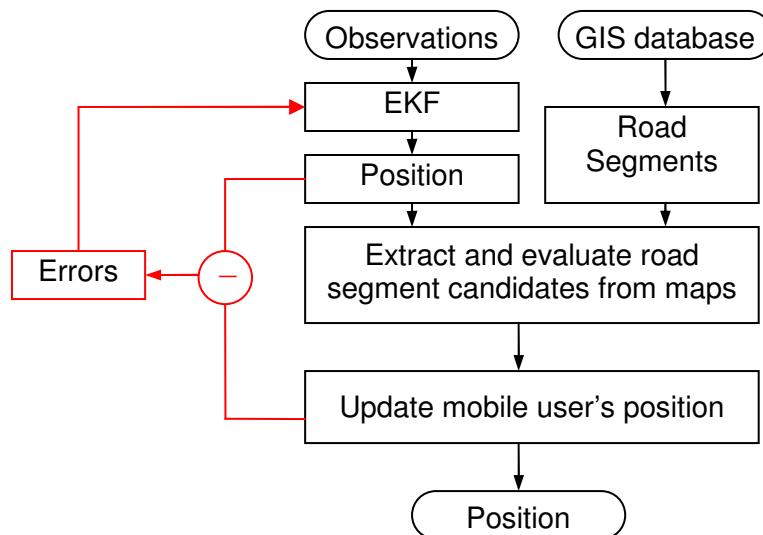 Observations
GIS database
EKF
Road
Segments
Position
Extract and evaluate road
segment candidates from maps
Errors
−
Update mobile user's position
Position